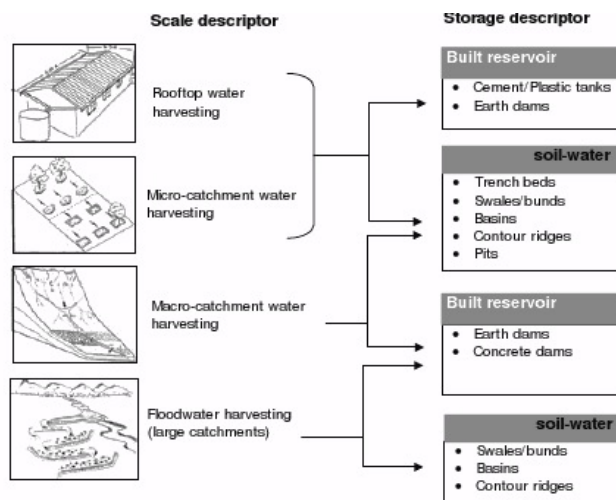 Scale descriptor
Storage descriptor
Rooftop water
harvesting
Micro-catchment water
harvesting
Macro-catchment water
harvesting
Floodwater harvesting
(large catchments)
Built reservoir
• Cement/Plastic tanks
• Earth dams
soil-water
• Trench beds
• Swales/bunds
• Basins
• Contour ridges
• Pits
Built reservoir
• Earth dams
• Concrete dams
soil-water
• Swales/bunds
• Basins
• Contour ridges